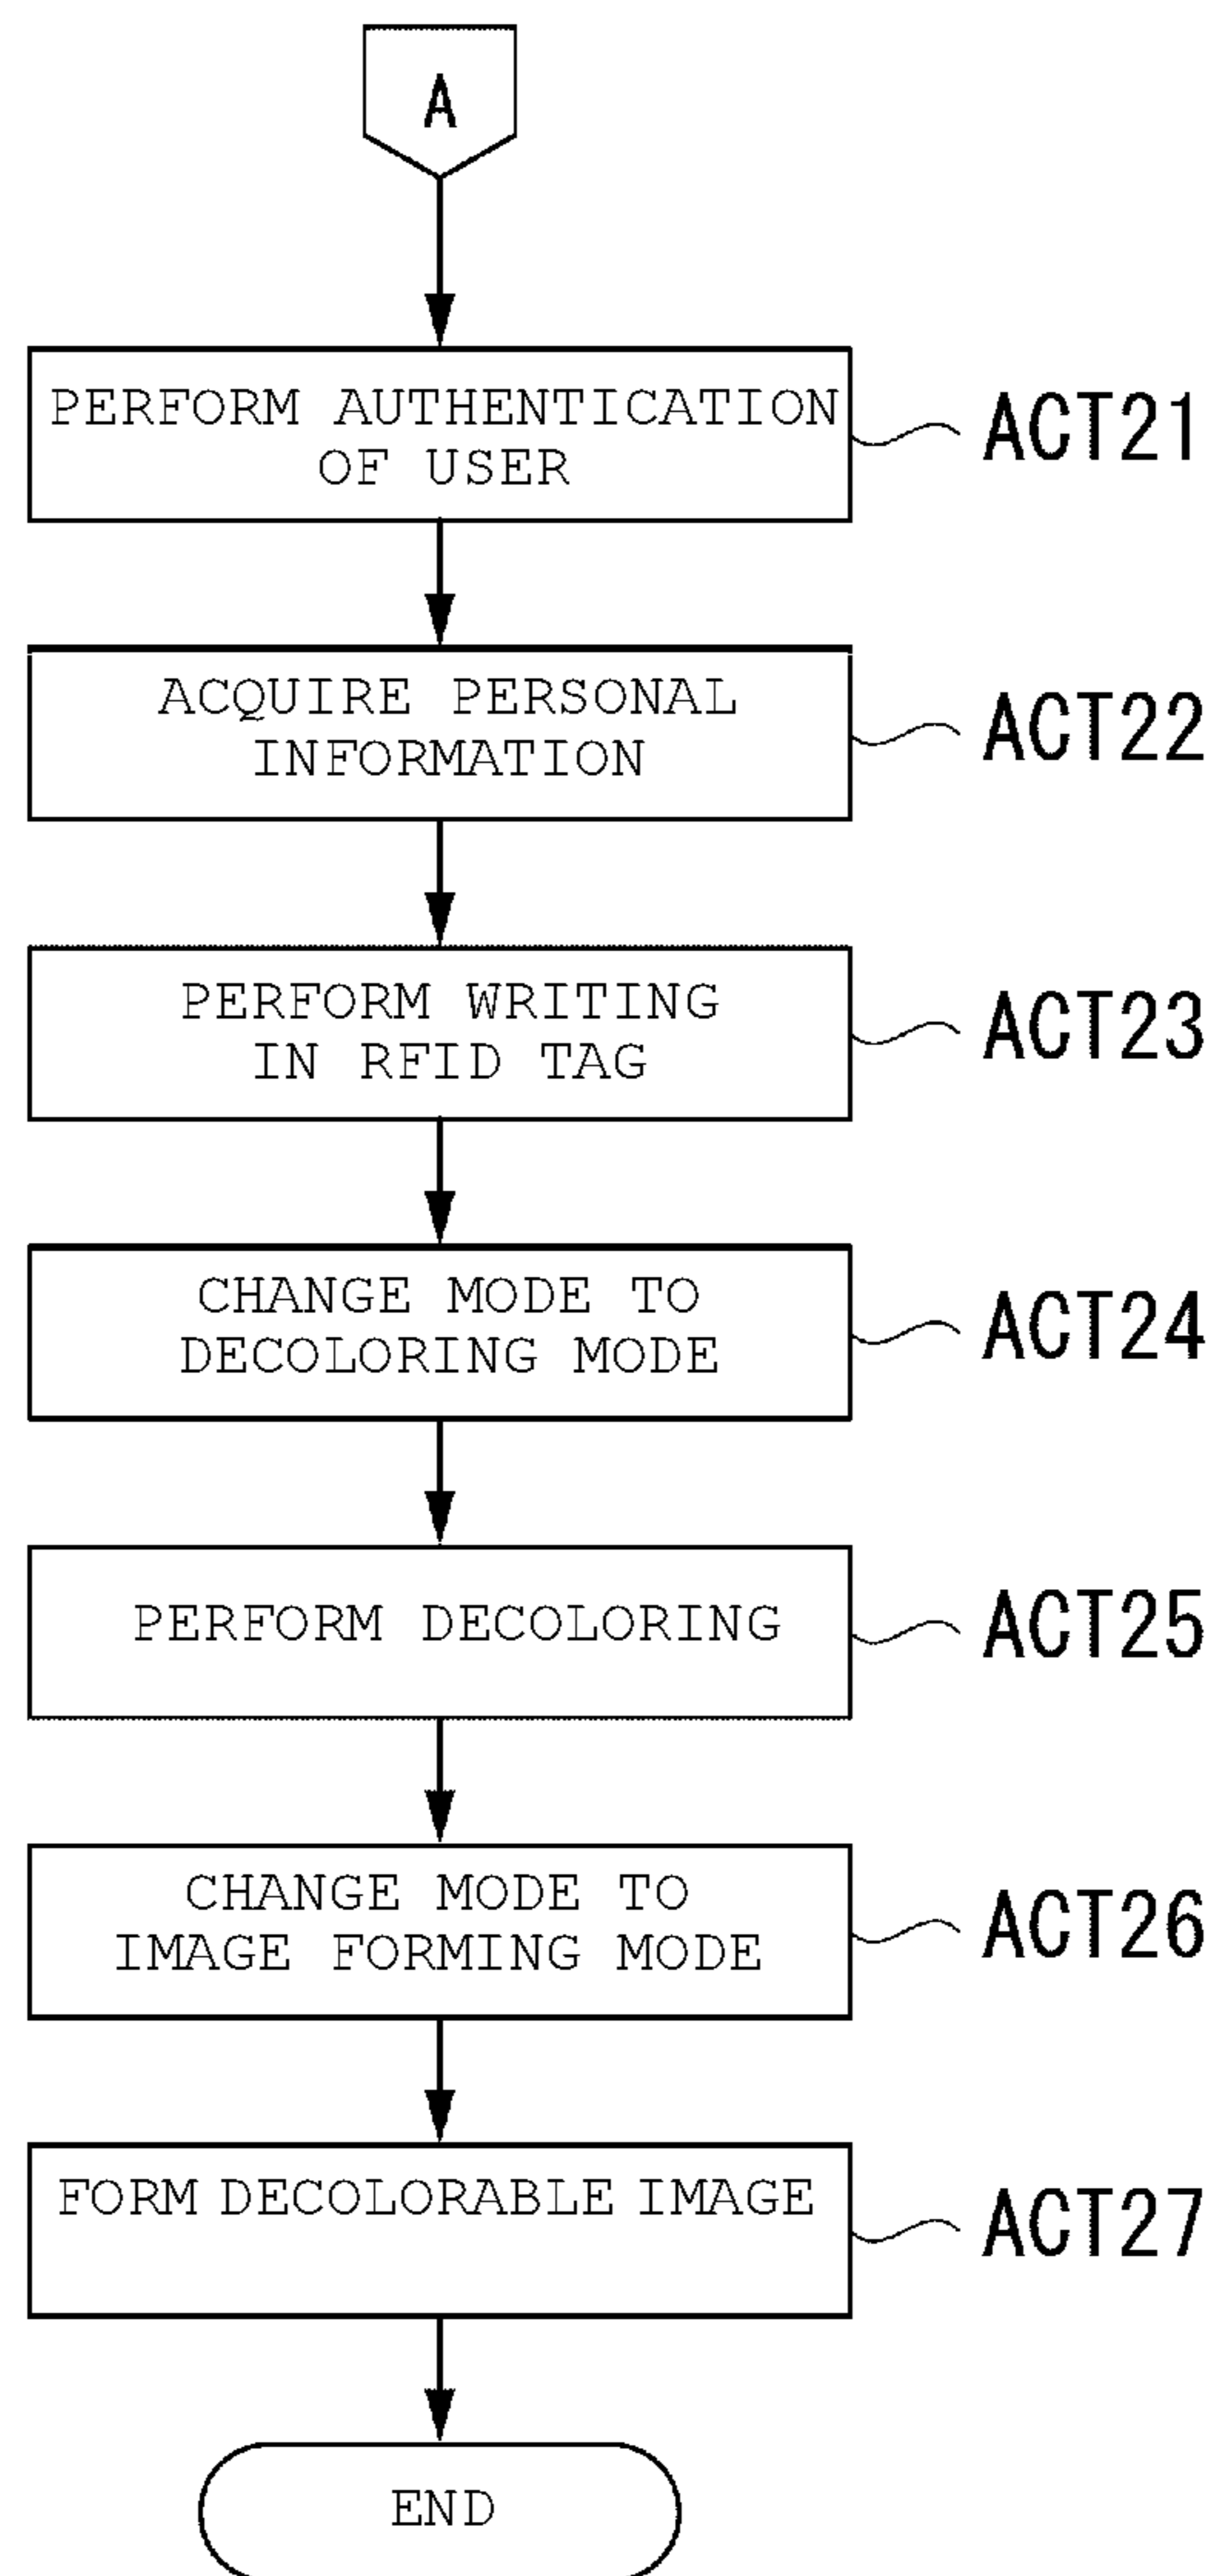 A
PERFORM AUTHENTICATION
OF USER
ACT21
ACQUIRE PERSONAL
INFORMATION
ACT22
PERFORM WRITING
IN RFID TAG
ACT23
CHANGE MODE TO
DECOLORING MODE
ACT24
PERFORM DECOLORING
ACT25
CHANGE MODE TO
IMAGE FORMING MODE
ACT26
FORM DECOLORABLE IMAGE
ACT27
END